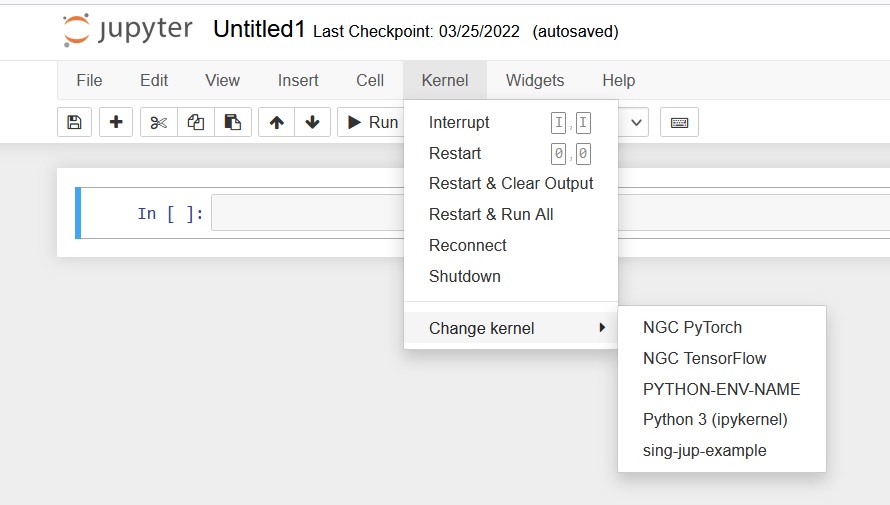 jupyter Untitled1 Last Checkpoint: 03/25/2022 (autosaved)
File Edit View Insert Cell Kernel Widgets Help
Run
Interrupt I,I
Restart 0,0
Restart & Clear Output
In [ ]:
Restart & Run All
Reconnect
Shutdown
Change kernel
NGC PyTorch
NGC TensorFlow
PYTHON-ENV-NAME
Python 3 (ipykernel)
sing-jup-example